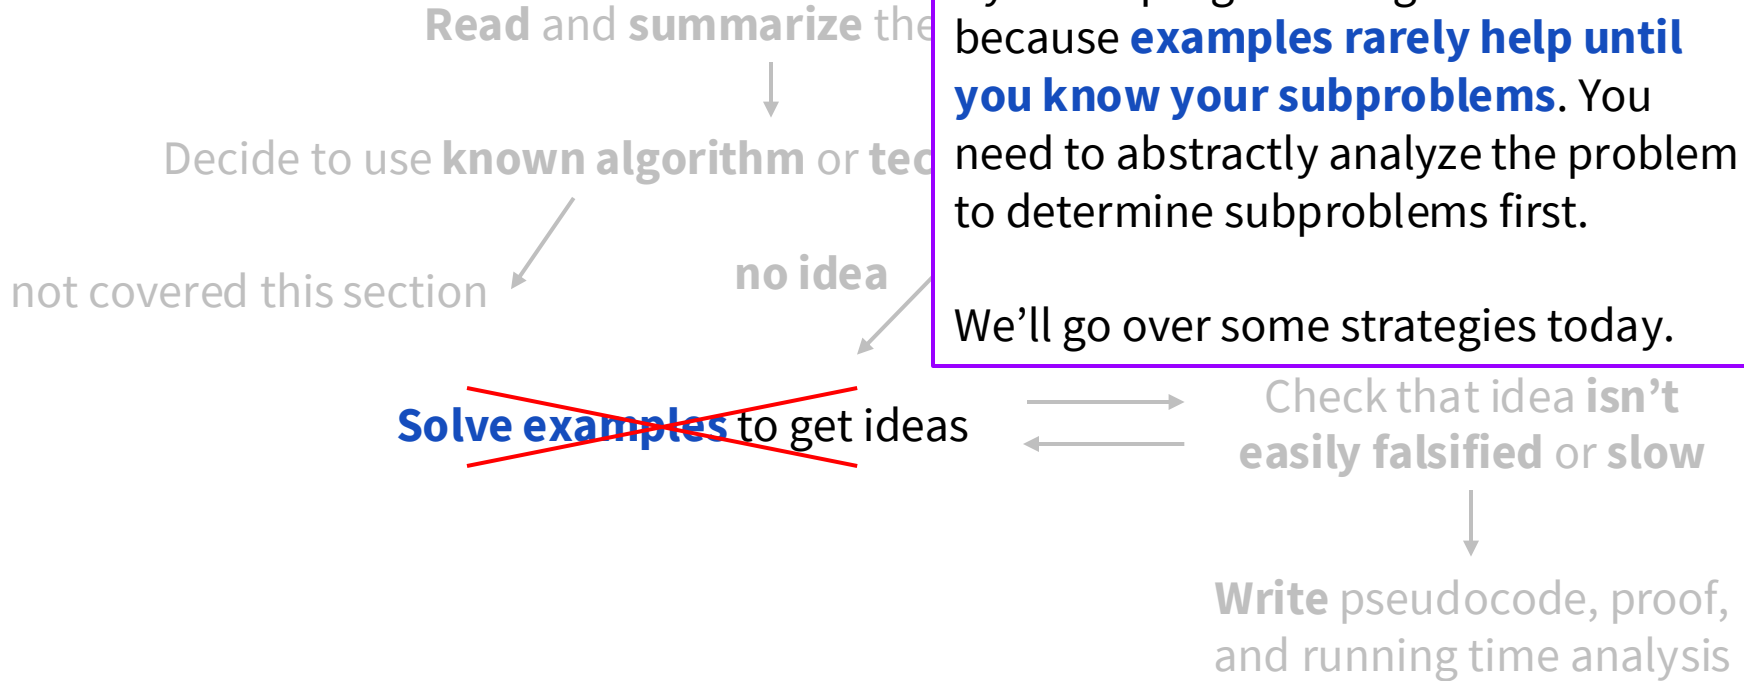 Read and summarize the
because examples rarely help until
you know your subproblems. You
need to abstractly analyze the problem
to determine subproblems first.
We’ll go over some strategies today.
Decide to use known algorithm or
not covered this section
no idea
Solve examples to get ideas
Check that idea isn’t
easily falsified or slow
Write pseudocode, proof,
and running time analysis